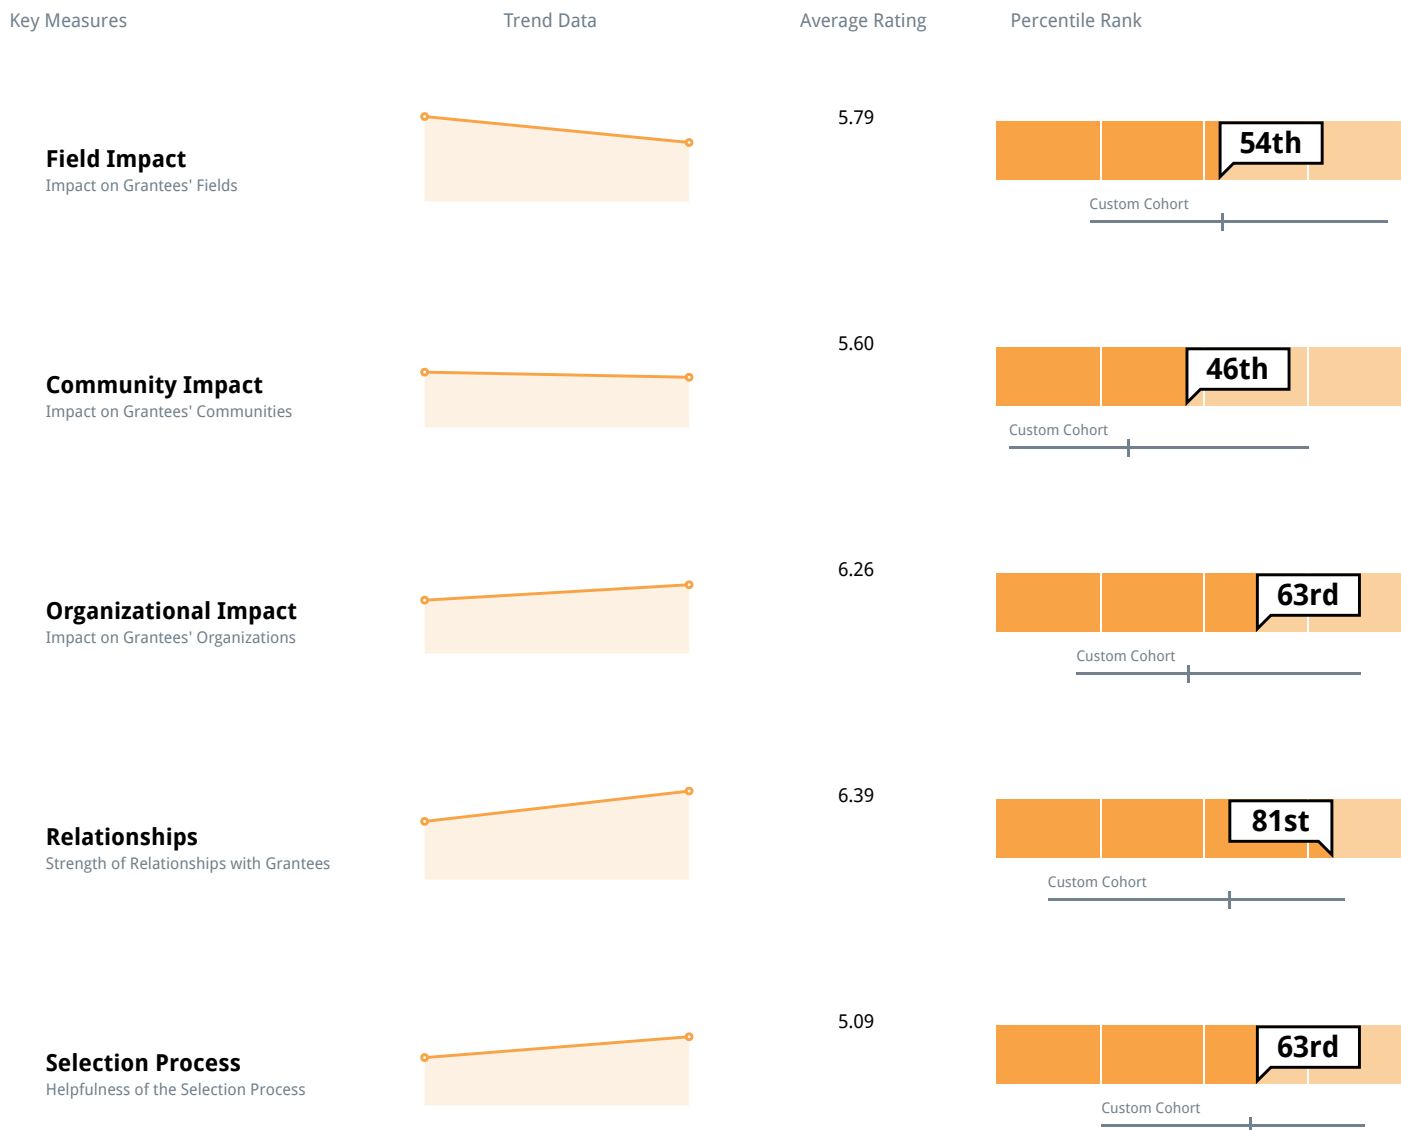 Key Measures Trend Data Average Rating Percentile Rank
5.79
54th
Field Impact
Impact on Grantees' Fields
Custom Cohort
5.60
46th
Community Impact
Impact on Grantees' Communities
Custom Cohort
6.26
63rd
Organizational Impact
Impact on Grantees' Organizations
Custom Cohort
6.39
81st
Relationships
Strength of Relationships with Grantees
Custom Cohort
5.09
63rd
Selection Process
Helpfulness of the Selection Process
Custom Cohort